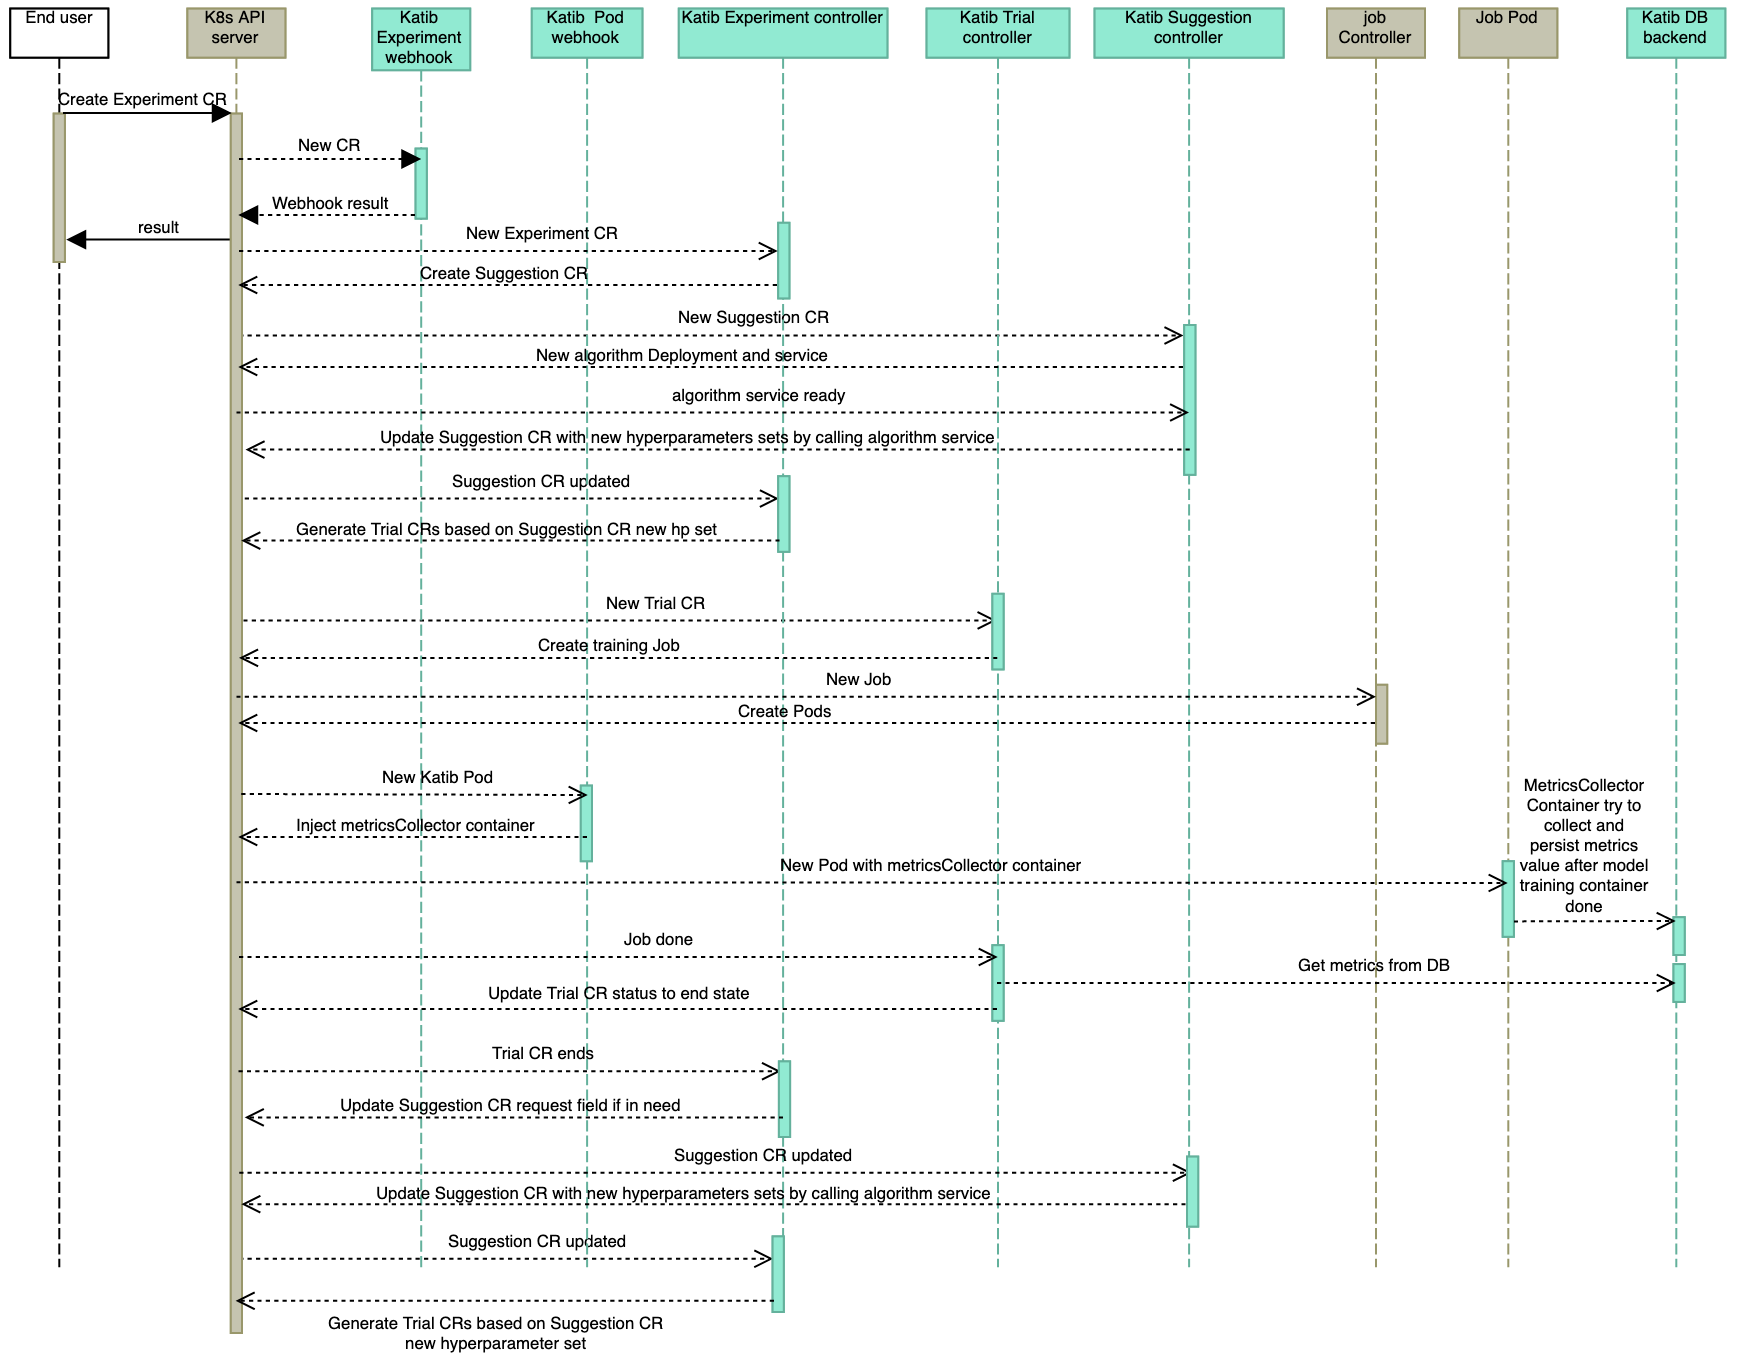 End user
K8s API
server
Katib
Experiment
webhook
Katib  Pod
webhook
Katib Experiment controller
Katib Trial
controller
Katib Suggestion
controller
job
Controller
Job Pod
Katib DB
backend
Create Experiment CR
New CR
Webhook result
result
New Experiment CR
Create Suggestion CR
New Suggestion CR
New algorithm Deployment and service
algorithm service ready
Update Suggestion CR with new hyperparameters sets by calling algorithm service
Suggestion CR updated
Generate Trial CRs based on Suggestion CR new hp set
New Trial CR
Create training Job
New Job
Create Pods
New Katib Pod
Inject metricsCollector container
MetricsCollector
Container try to
collect and
persist metrics
value after model
training container
done
New Pod with metricsCollector container
Job done
Get metrics from DB
Update Trial CR status to end state
Trial CR ends
Update Suggestion CR request field if in need
Suggestion CR updated
Update Suggestion CR with new hyperparameters sets by calling algorithm service
Suggestion CR updated
Generate Trial CRs based on Suggestion CR
new hyperparameter set